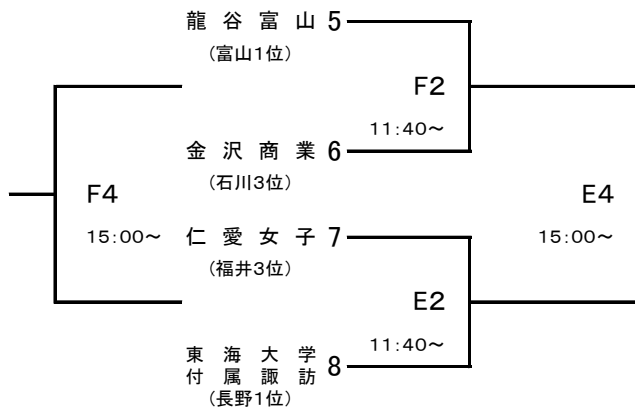 龍谷富山 5
(富山1位)
F2
11:40～
金沢商業 6
(石川3位)
F4
15:00～
E4
15:00～
仁愛女子 7
(福井3位)
E2
11:40～
東海大学
付属諏訪 8
(長野1位)